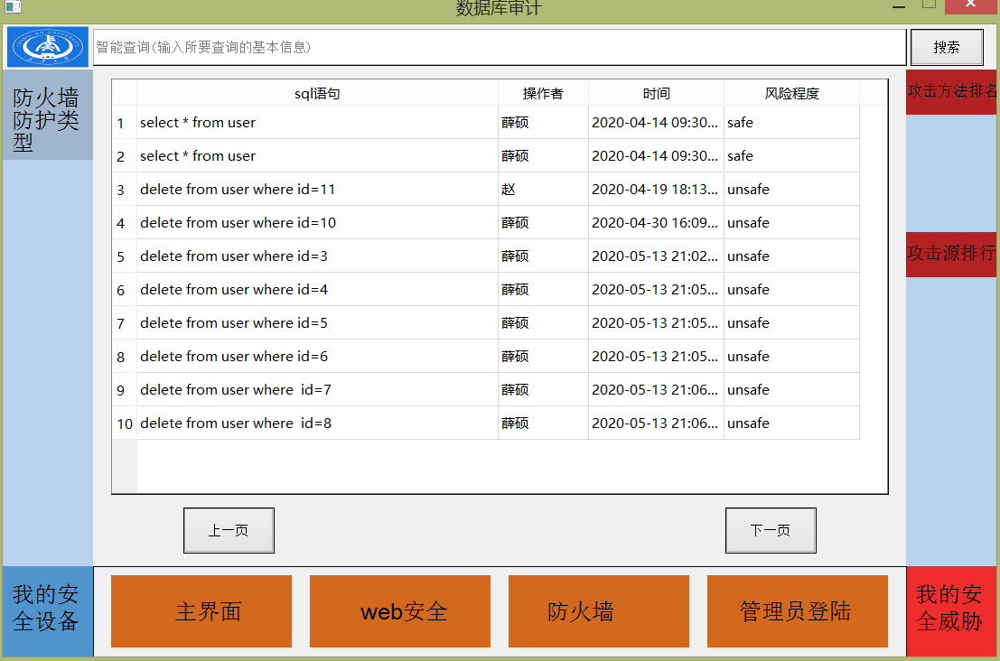 数据库审计
智能查询(输入所要查询的基本信息)
搜索
防火墙
防护类
型
sql语句 操作者 时间 风险程度
1 select * from user 薛硕 2020-04-14 09:30... safe
2 select * from user 薛硕 2020-04-14 09:30... safe
3 delete from user where id=11 赵 2020-04-19 18:13... unsafe
4 delete from user where id=10 薛硕 2020-04-30 16:09... unsafe
5 delete from user where id=3 薛硕 2020-05-13 21:02... unsafe
6 delete from user where id=4 薛硕 2020-05-13 21:05... unsafe
7 delete from user where id=5 薛硕 2020-05-13 21:05... unsafe
8 delete from user where id=6 薛硕 2020-05-13 21:05... unsafe
9 delete from user where  id=7 薛硕 2020-05-13 21:06... unsafe
10 delete from user where  id=8 薛硕 2020-05-13 21:06... unsafe
攻击方法排名
攻击源排行
上一页 下一页
我的安
全设备
主界面 web安全 防火墙 管理员登陆
我的安
全威胁